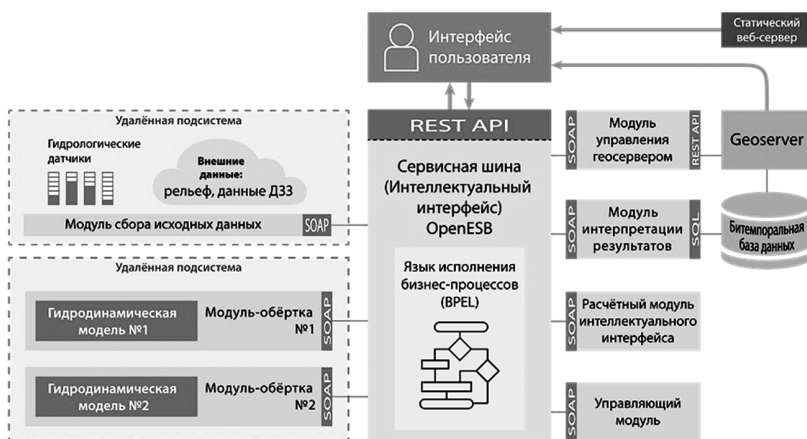 Статический
веб-сервер
Интерфейс
пользователя
Удалённая подсистема
Гидрологические
датчики
Внешние
данные:
рельеф, данные ДЗЗ
Модуль сбора исходных данных
SOAP
Удалённая подсистема
Гидродинамическая
модель №1
Модуль-обёртка
№1
SOAP
Гидродинамическая
модель №2
Модуль-обёртка
№2
SOAP
REST API
Сервисная шина
(Интеллектуальный
интерфейс)
OpenESB
Язык исполнения
бизнес-процессов
(BPEL)
SOAP
Модуль
управления
геосервером
REST API
Geoserver
SOAP
Модуль
интерпретации
результатов
SQL
Битемпоральная
база данных
SOAP
Расчётный модуль
интеллектуального
интерфейса
SOAP
Управляющий
модуль